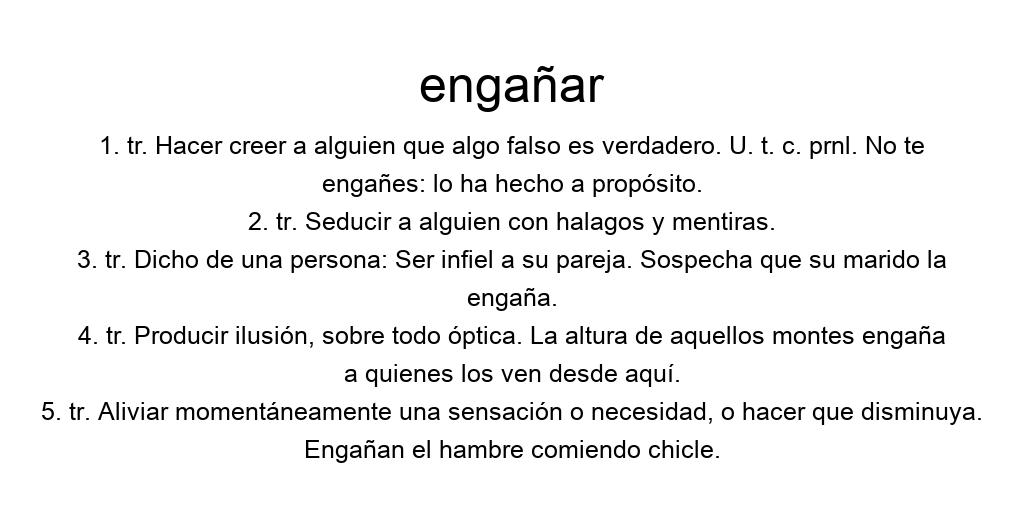 engañar
1. tr. Hacer creer a alguien que algo falso es verdadero. U. t. c. prnl. No te
engañes: lo ha hecho a propósito.
2. tr. Seducir a alguien con halagos y mentiras.
3. tr. Dicho de una persona: Ser infiel a su pareja. Sospecha que su marido la
engaña.
4. tr. Producir ilusión, sobre todo óptica. La altura de aquellos montes engaña
a quienes los ven desde aquí.
5. tr. Aliviar momentáneamente una sensación o necesidad, o hacer que disminuya.
Engañan el hambre comiendo chicle.